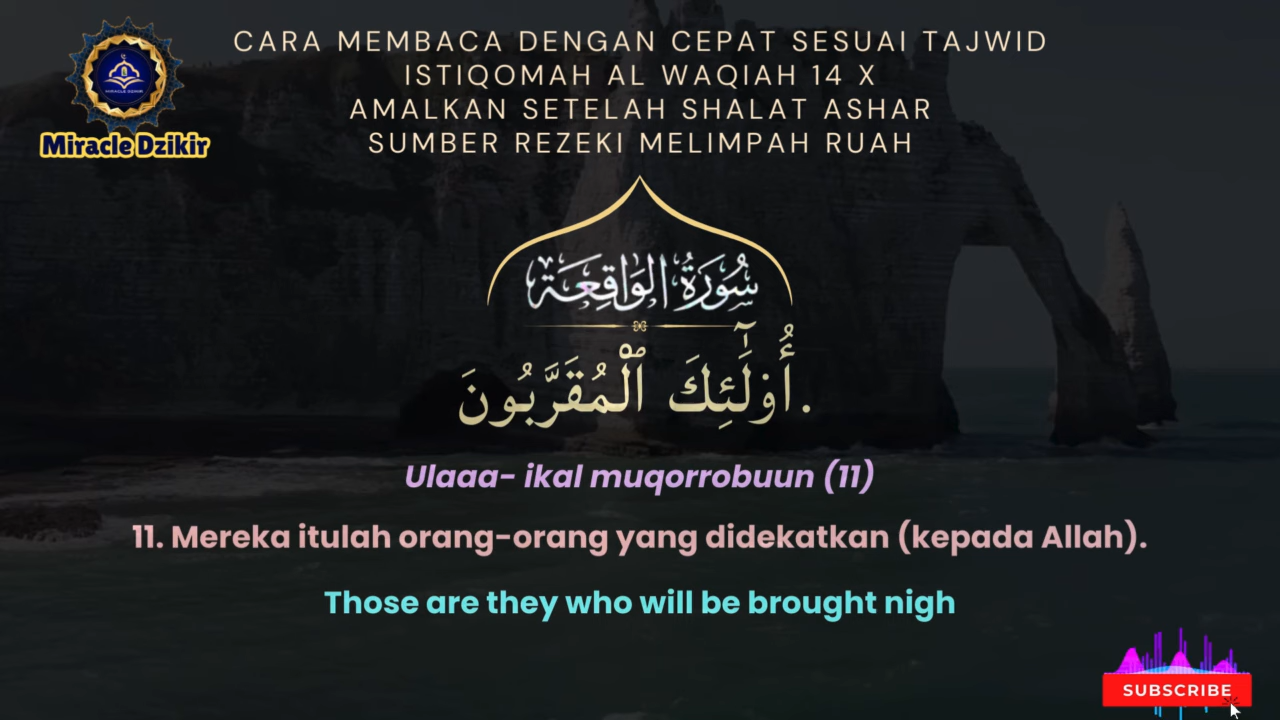 CARA MEMBACA DENGAN CEPAT SESUAI TAJWID
ISTIQOMAH AL WAQIAH 14 X
AMALKAN SETELAH SHALAT ASHAR
SUMBER REZEKI MELIMPAH RUAH
MIRACLE DZIKIR
Miracle Dzikir
سُورَةُ الوَاقِعَة
أُو۟لَٰٓئِكَ ٱلْمُقَرَّبُونَ.
Ulaaa- ikal muqorrobuun (11)
11. Mereka itulah orang-orang yang didekatkan (kepada Allah).
Those are they who will be brought nigh
SUBSCRIBE